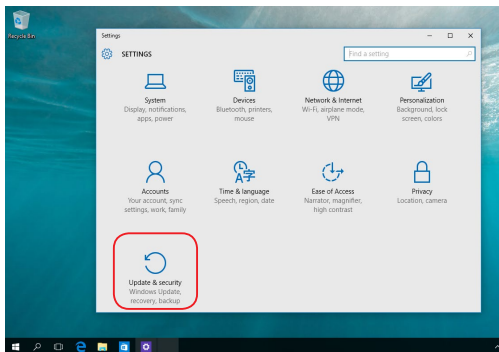 Recycle Bin
Settings
SETTINGS
Find a setting
System
Display, notifications,
apps, power
Devices
Bluetooth, printers,
mouse
Network & Internet
Wi-Fi, airplane mode,
VPN
Personalization
Background, lock
screen, colors
Accounts
Your account, sync
settings, work, family
Time & language
Speech, region, date
Ease of Access
Narrator, magnifier,
high contrast
Privacy
Location, camera
Update & security
Windows Update,
recovery, backup